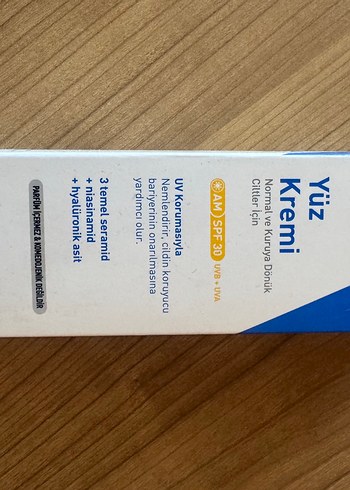 Yüz
Kremi
Normal ve Kuruya Dönük
Ciltler İçin
AM SPF 30 UVB + UVA
UV Korumasıyla
Nemlendirir, cildin koruyucu
bariyerinin onarılmasına
yardımcı olur.
3 temel seramid
+ niasinamid
+ hyalüronik asit
PARFÜM İÇERMEZ & KOMEDOJENİK DEĞİLDİR